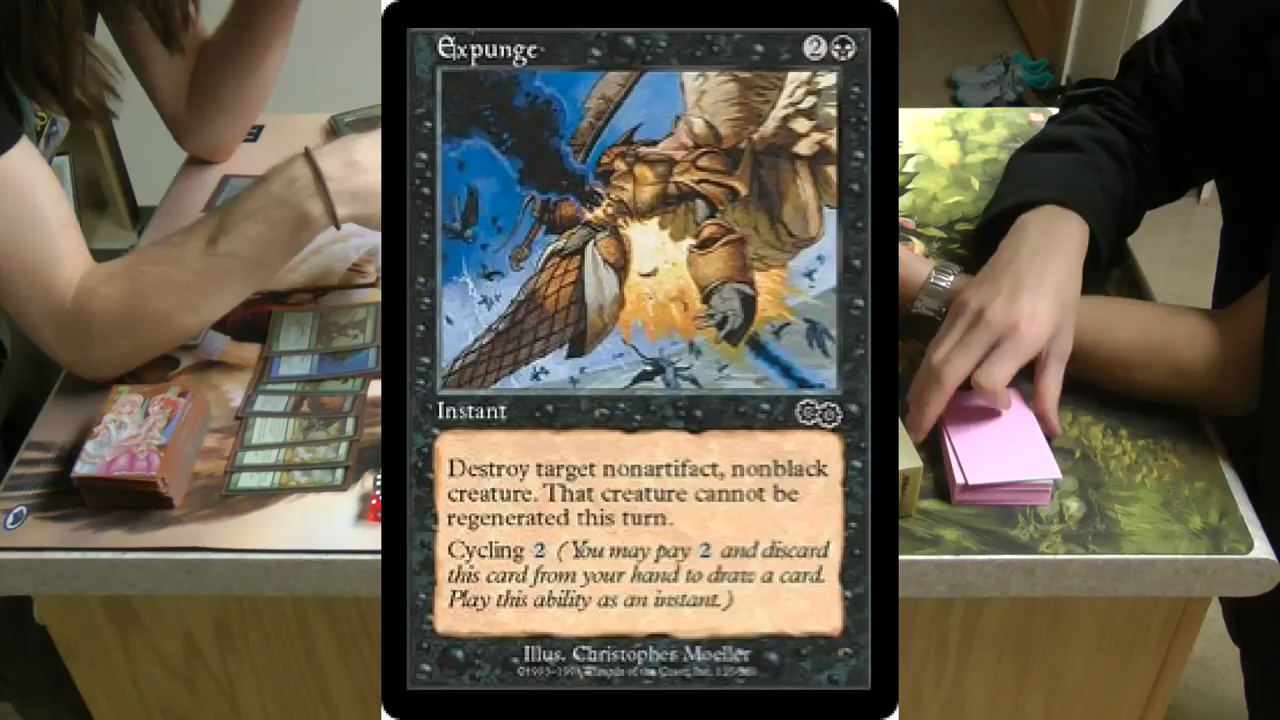 Expunge 2
Instant
Destroy target nonartifact, nonblack
creature. That creature cannot be
regenerated this turn.
Cycling 2 (You may pay 2 and discard
this card from your hand to draw a card.
Play this ability as an instant.)
Illus. Christopher Moeller